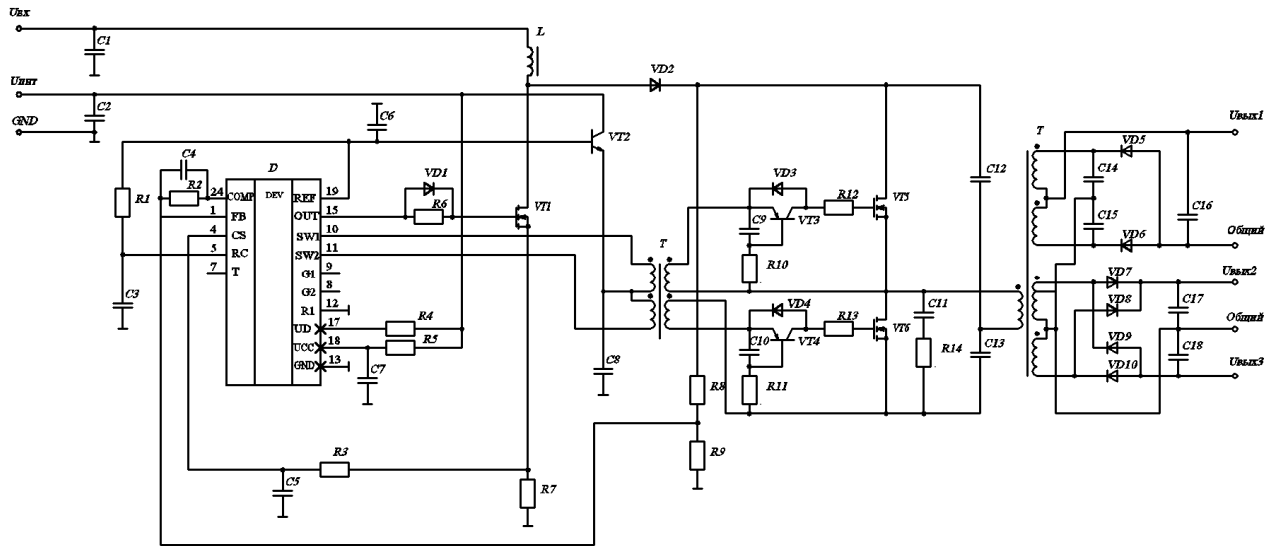 Uвх
C1
L
Uпит
C2
GND
VD2
C6
VT2
C4
R2
R1
C3
D
24 COMP DEV REF 19
1 FB OUT 15
4 CS SW1 10
5 RC SW2 11
7 T G1 9
G2 8
R1 12
UD 17
UCC 18
GND 13
VD1
R6
VT1
R4
R5
C7
C8
R3
C5
R7
T
R8
R9
VD3
C9
VT3
R10
R12
VT5
VD4
C10
VT4
R11
R13
VT6
C11
R14
C12
C13
T
VD5
C14
C15
VD6
C16
Uвых1
Общий
VD7
VD8
VD9
VD10
C17
C18
Uвых2
Общий
Uвых3